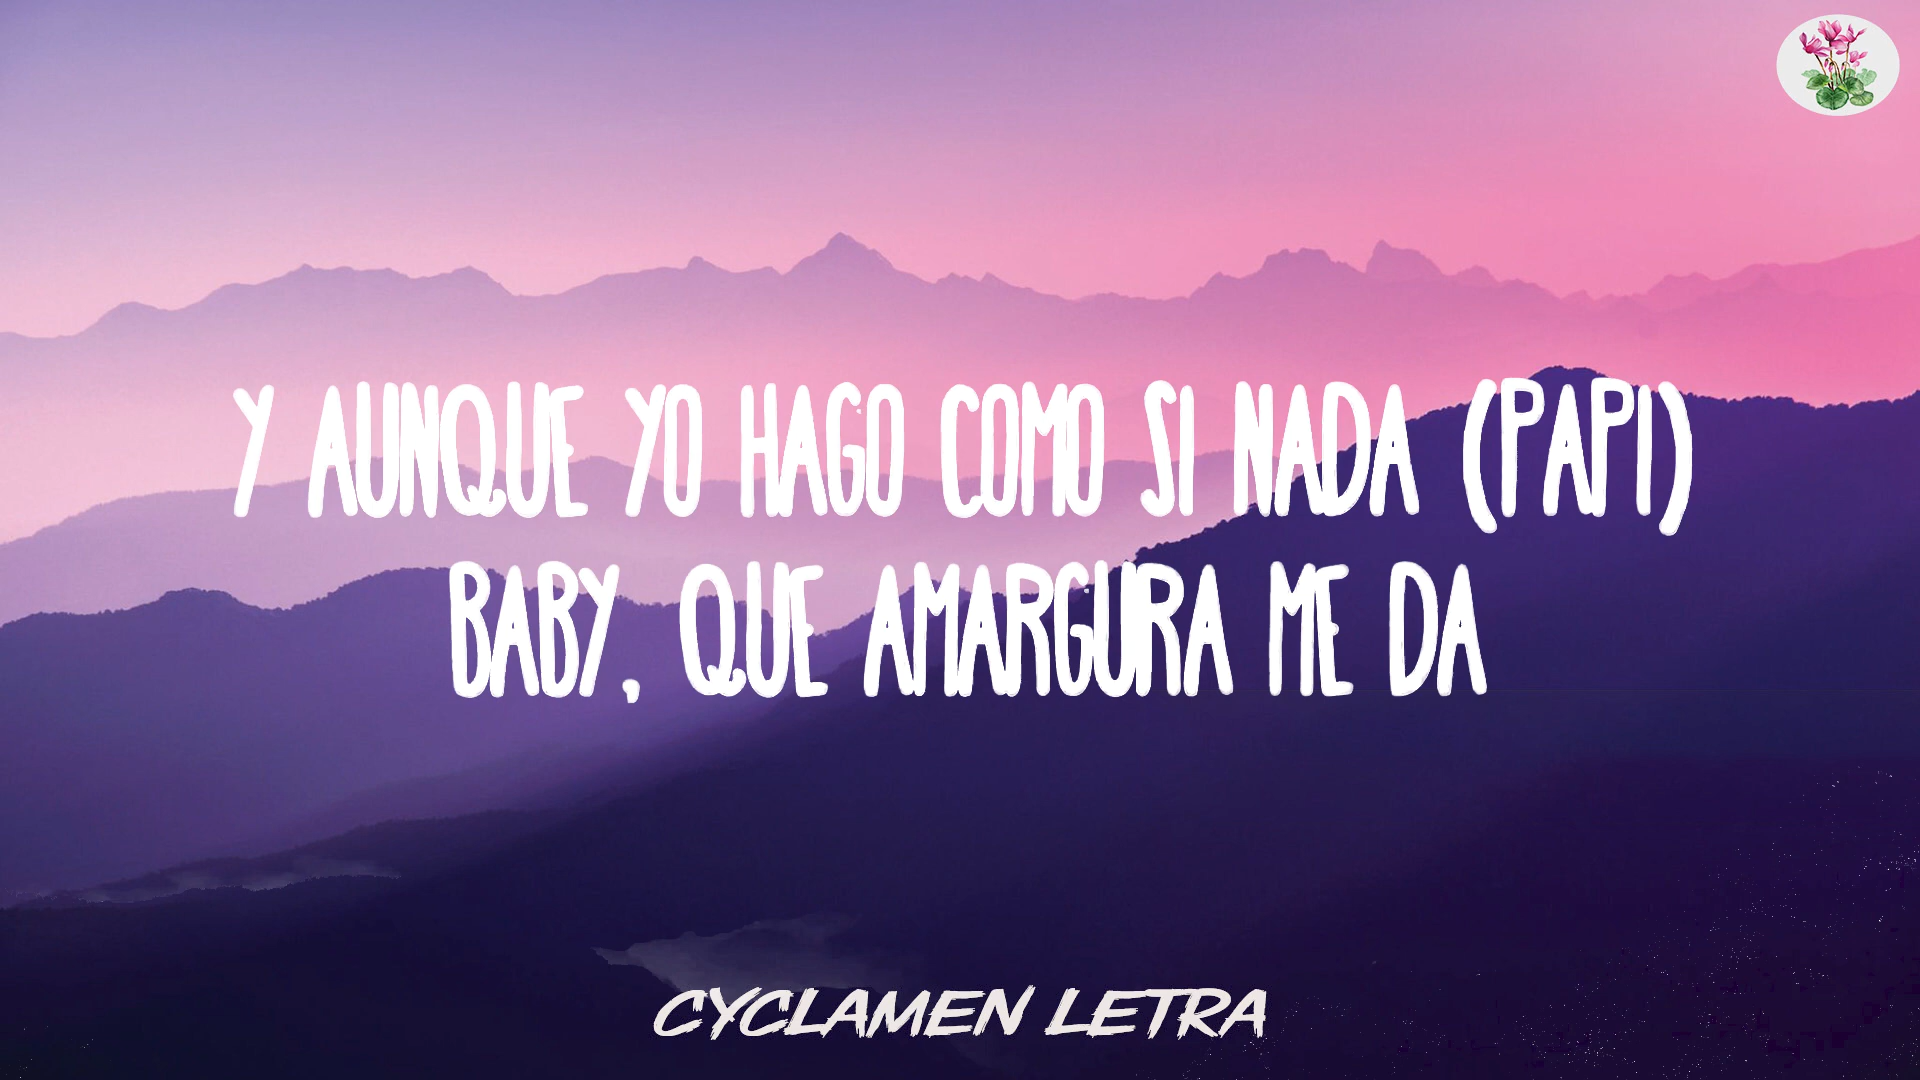 Y AUNQUE YO HAGO COMO SI NADA (PAPI)
BABY, QUE AMARGURA ME DA
CYCLAMEN LETRA